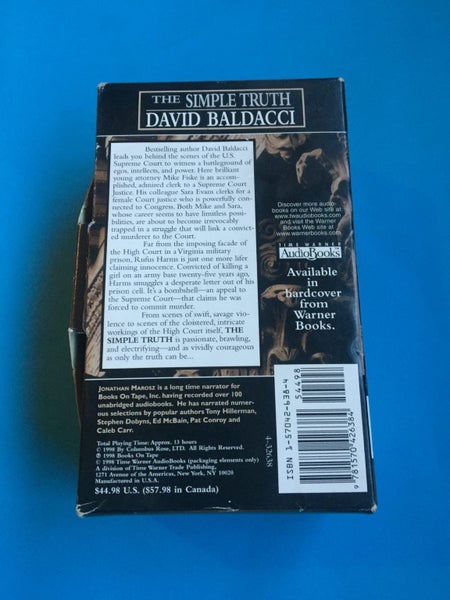 THE SIMPLE TRUTH
DAVID BALDACCI
Bestselling author David Baldacci
leads you behind the scenes of the U.S.
Supreme Court to witness a battleground of
egos, intellects, and power. Here brilliant
young attorney Mike Fiske is an accom-
plished, admired clerk to a Supreme Court
Justice. His colleague Sara Evans clerks for a
female Court justice who is powerfully con-
nected to Congress. Both Mike and Sara,
whose career seems to have limitless possi-
bilities, are about to become irrevocably
trapped in a struggle that will link a convict-
ed murderer to the Court.
Far from the imposing facade of
the High Court in a Virginia military
prison, Rufus Harms is just one more lifer
claiming innocence. Convicted of killing a
girl on an army base twenty-five years ago,
Harms smuggles a desperate letter out of his
prison cell. It's a bombshell—an appeal to
the Supreme Court—that claims he was
forced to commit murder.
From scenes of swift, savage vio-
lence to scenes of the cloistered, intricate
workings of the High Court itself, THE
SIMPLE TRUTH is passionate, brawling,
and electrifying—and as vividly courageous
as only the truth can be...
Discover more audio-
books on our Web site at
www.twaudiobooks.com
and visit the Warner
Books Web site at
www.warnerbooks.com
TIME WARNER
AudioBooks
Available
in
hardcover
from
Warner
Books.
JONATHAN MAROSZ is a long time narrator for
Books On Tape, Inc. having recorded over 100
unabridged audiobooks. He has narrated numer-
ous selections by popular authors Tony Hillerman,
Stephen Dobyns, Ed McBain, Pat Conroy and
Caleb Carr.
Total Playing Time: Approx. 13 hours
© 1998 By Columbus Rose, LTD. All Rights Reserved.
℗ 1998 Books On Tape
© 1998 Time Warner AudioBooks (packaging elements only)
A division of Time Warner Trade Publishing,
1271 Avenue of the Americas, New York, NY 10020
Manufactured in U.S.A.
$44.98 U.S. ($57.98 in Canada)
4-32638
ISBN 1-57042-638-4
54498
9 781570 426384